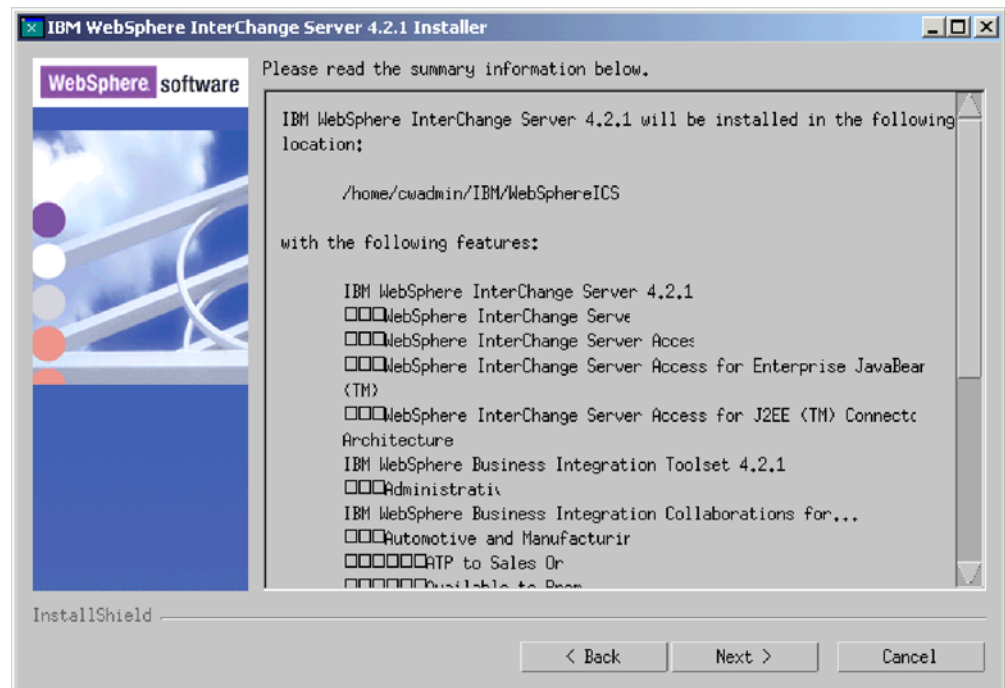 IBM WebSphere InterChange Server 4.2.1 Installer
WebSphere software
Please read the summary information below.
IBM WebSphere InterChange Server 4.2.1 will be installed in the following
location:
/home/cwadmin/IBM/WebSphereICS
with the following features:
IBM WebSphere InterChange Server 4.2.1
□□□WebSphere InterChange Serve
□□□WebSphere InterChange Server Acces
□□□WebSphere InterChange Server Access for Enterprise JavaBear
(TM)
□□□WebSphere InterChange Server Access for J2EE (TM) Connecto
Architecture
IBM WebSphere Business Integration Toolset 4.2.1
□□□Administrativ
IBM WebSphere Business Integration Collaborations for...
□□□Automotive and Manufacturir
□□□□□□ATP to Sales Or
□□□□□□Available to Prom
InstallShield
< Back Next > Cancel